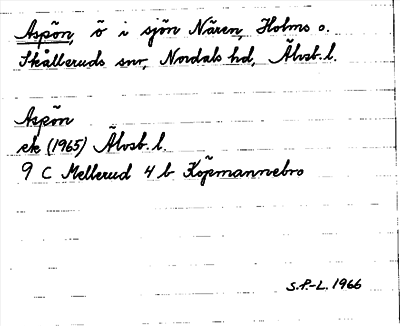 Aspön, ö i sjön Nären, Holms o.
Skålleruds snr, Nordals hd, Älvsb. l.
Aspön
ek (1965) Älvsb. l.
9 C Mellerud 4 b Köpmannebro
S.P.-L. 1966